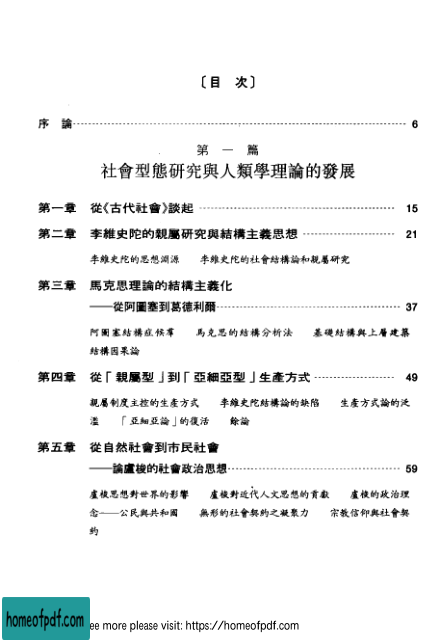 〔目 次〕
序 論 6
第 一 篇
社會型態研究與人類學理論的發展
第一章 從《古代社會》談起 15
第二章 李維史陀的親屬研究與結構主義思想 21
李維史陀的思想淵源 李維史陀的社會結構論和親屬研究
第三章 馬克思理論的結構主義化
——從阿圖塞到葛德利爾 37
阿圖塞結構症候羣 馬克思的結構分析法 基礎結構與上層建築
結構因果論
第四章 從「親屬型」到「亞細亞型」生產方式 49
親屬制度主控的生產方式 李維史陀結構論的缺陷 生產方式論的泛
濫 「亞細亞論」的復活 餘論
第五章 從自然社會到市民社會
——論盧梭的社會政治思想 59
盧梭思想對世界的影響 盧梭對近代人文思想的貢獻 盧梭的政治理
念——公民與共和國 無形的社會契約之凝聚力 宗教信仰與社會契
約
homeofpdf.com
ee more please visit: https://homeofpdf.com